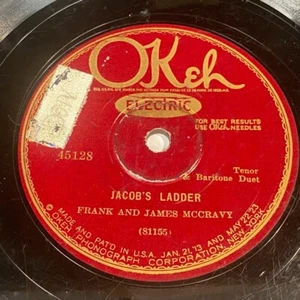 OKeh
ELECTRIC
FOR BEST RESULTS
USE OKeh NEEDLES
45128
Tenor
& Baritone Duet
JACOB'S LADDER
FRANK AND JAMES MCCRAVY
(81155)
MADE AND PAT'D IN U.S.A. JAN. 21, '13 AND MAY 22, '23
OKEH PHONOGRAPH CORPORATION, NEW YORK